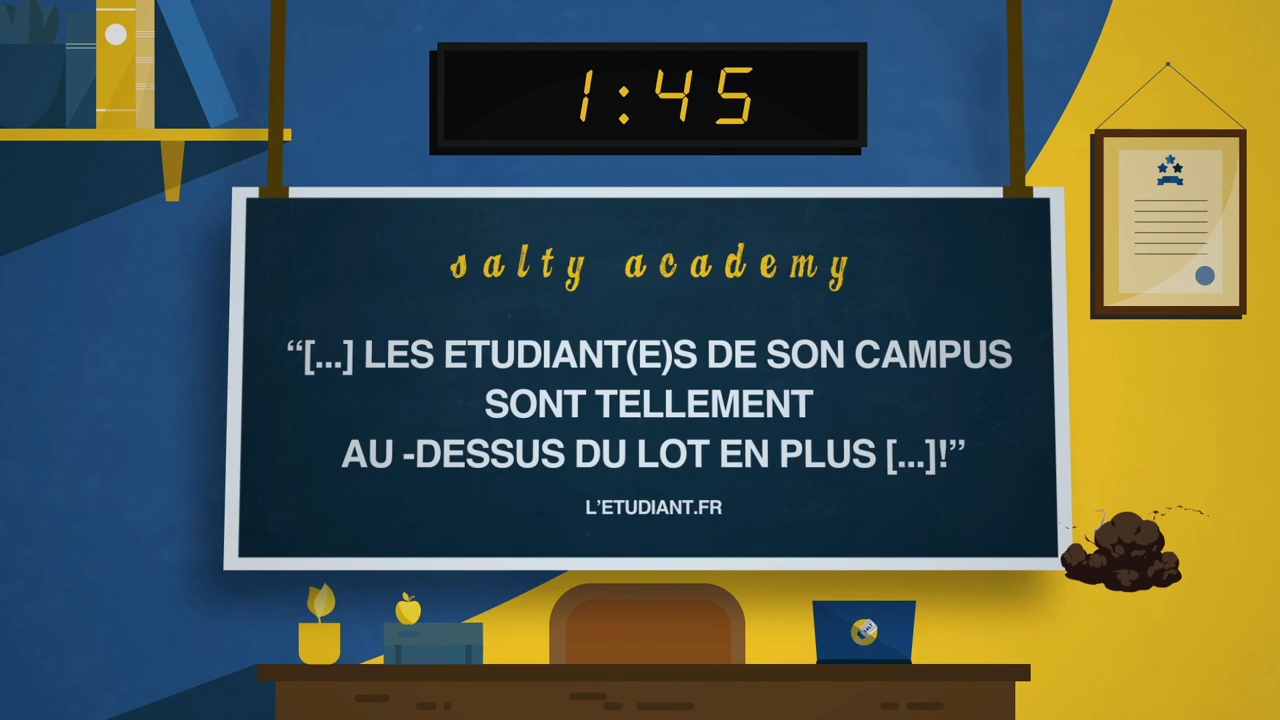 1:45
salty academy
“[...] LES ETUDIANT(E)S DE SON CAMPUS
SONT TELLEMENT
AU -DESSUS DU LOT EN PLUS [...]!”
L’ETUDIANT.FR